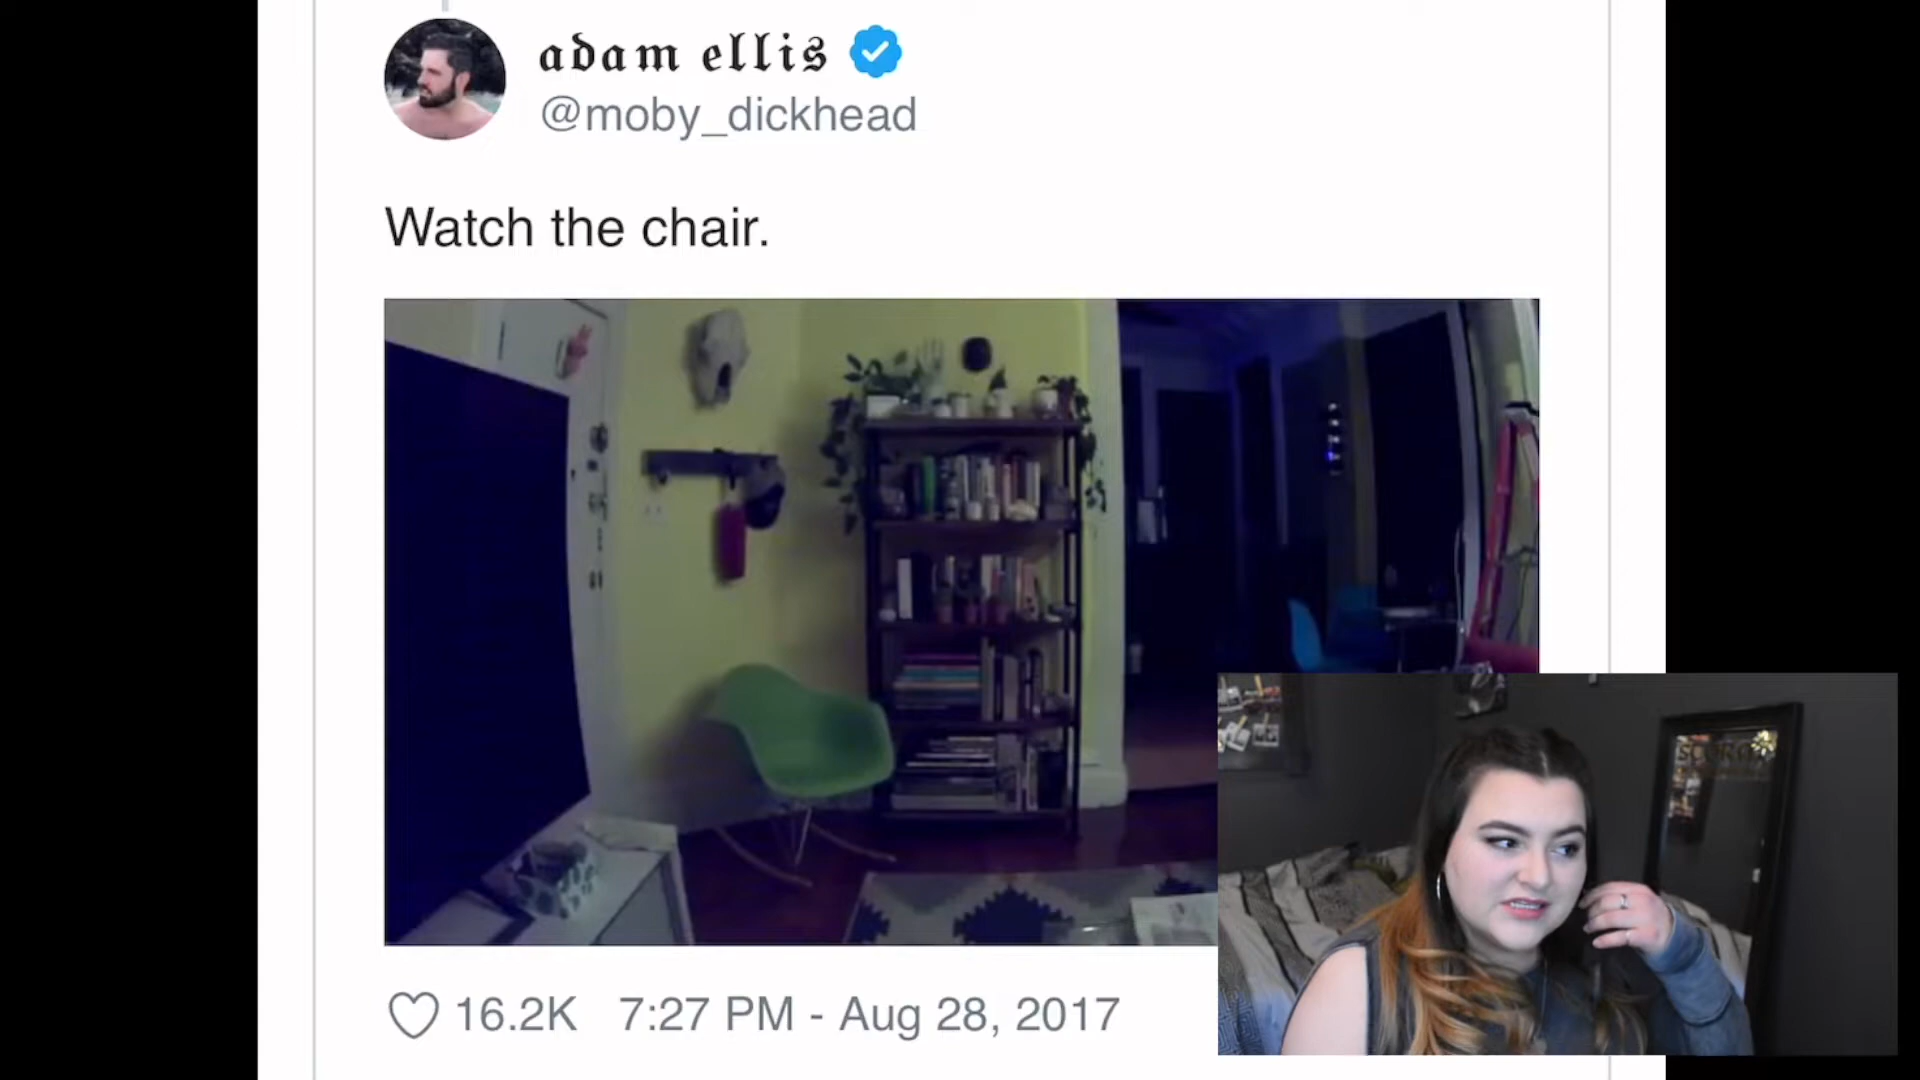 adam ellis
@moby_dickhead
Watch the chair.
16.2K 7:27 PM - Aug 28, 2017